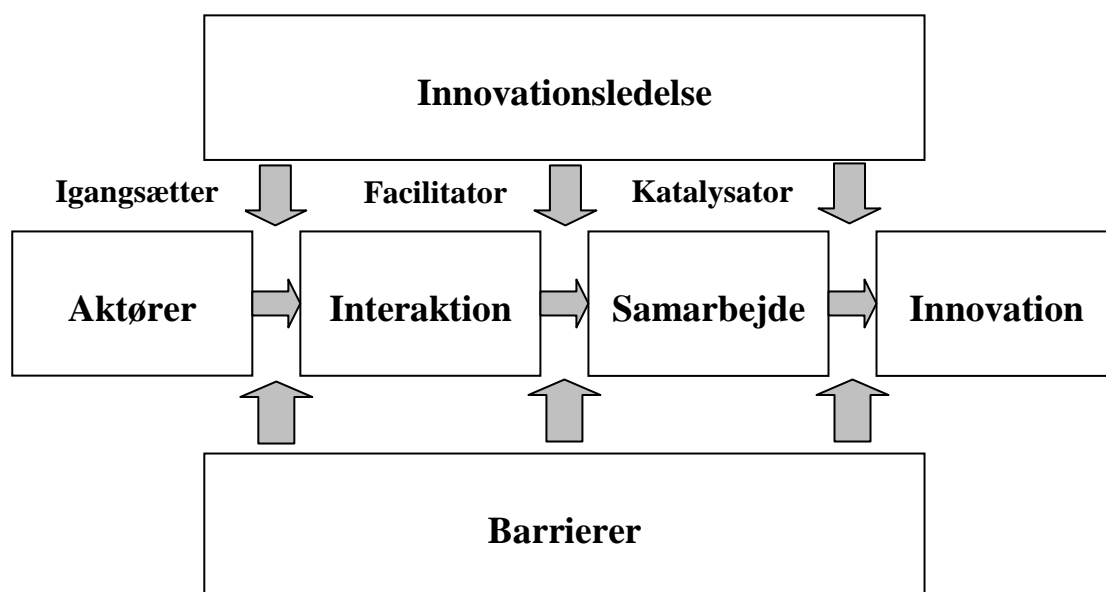 Innovationsledelse
Igangsætter Facilitator Katalysator
Aktører Interaktion Samarbejde Innovation
Barrierer